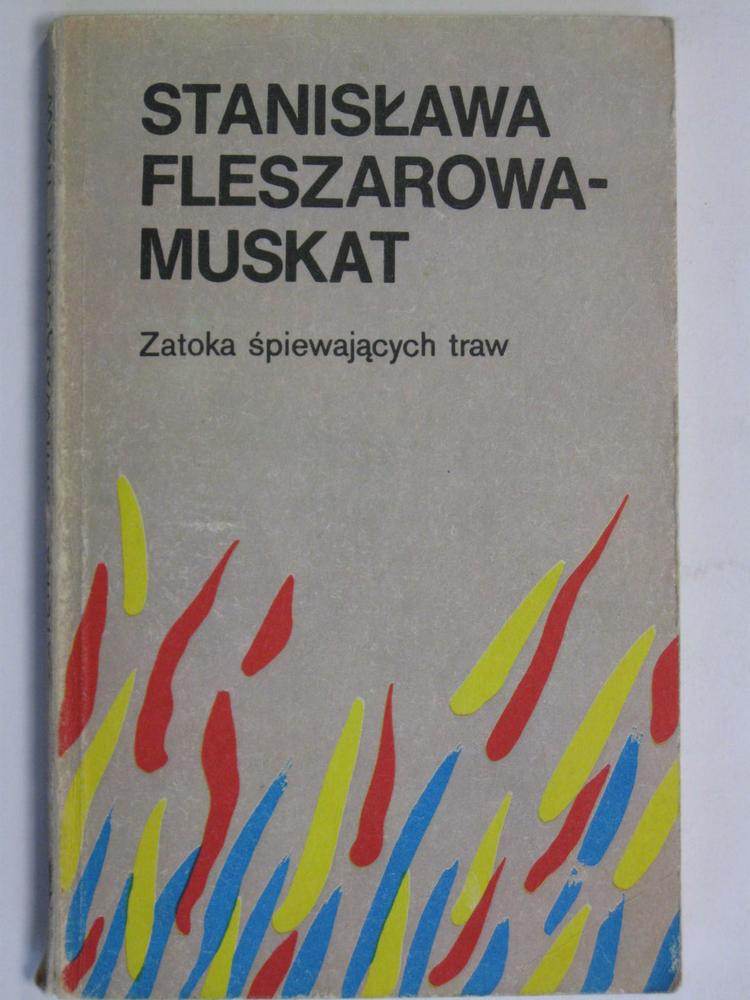 STANISŁAWA
FLESZAROWA-
MUSKAT
Zatoka śpiewających traw